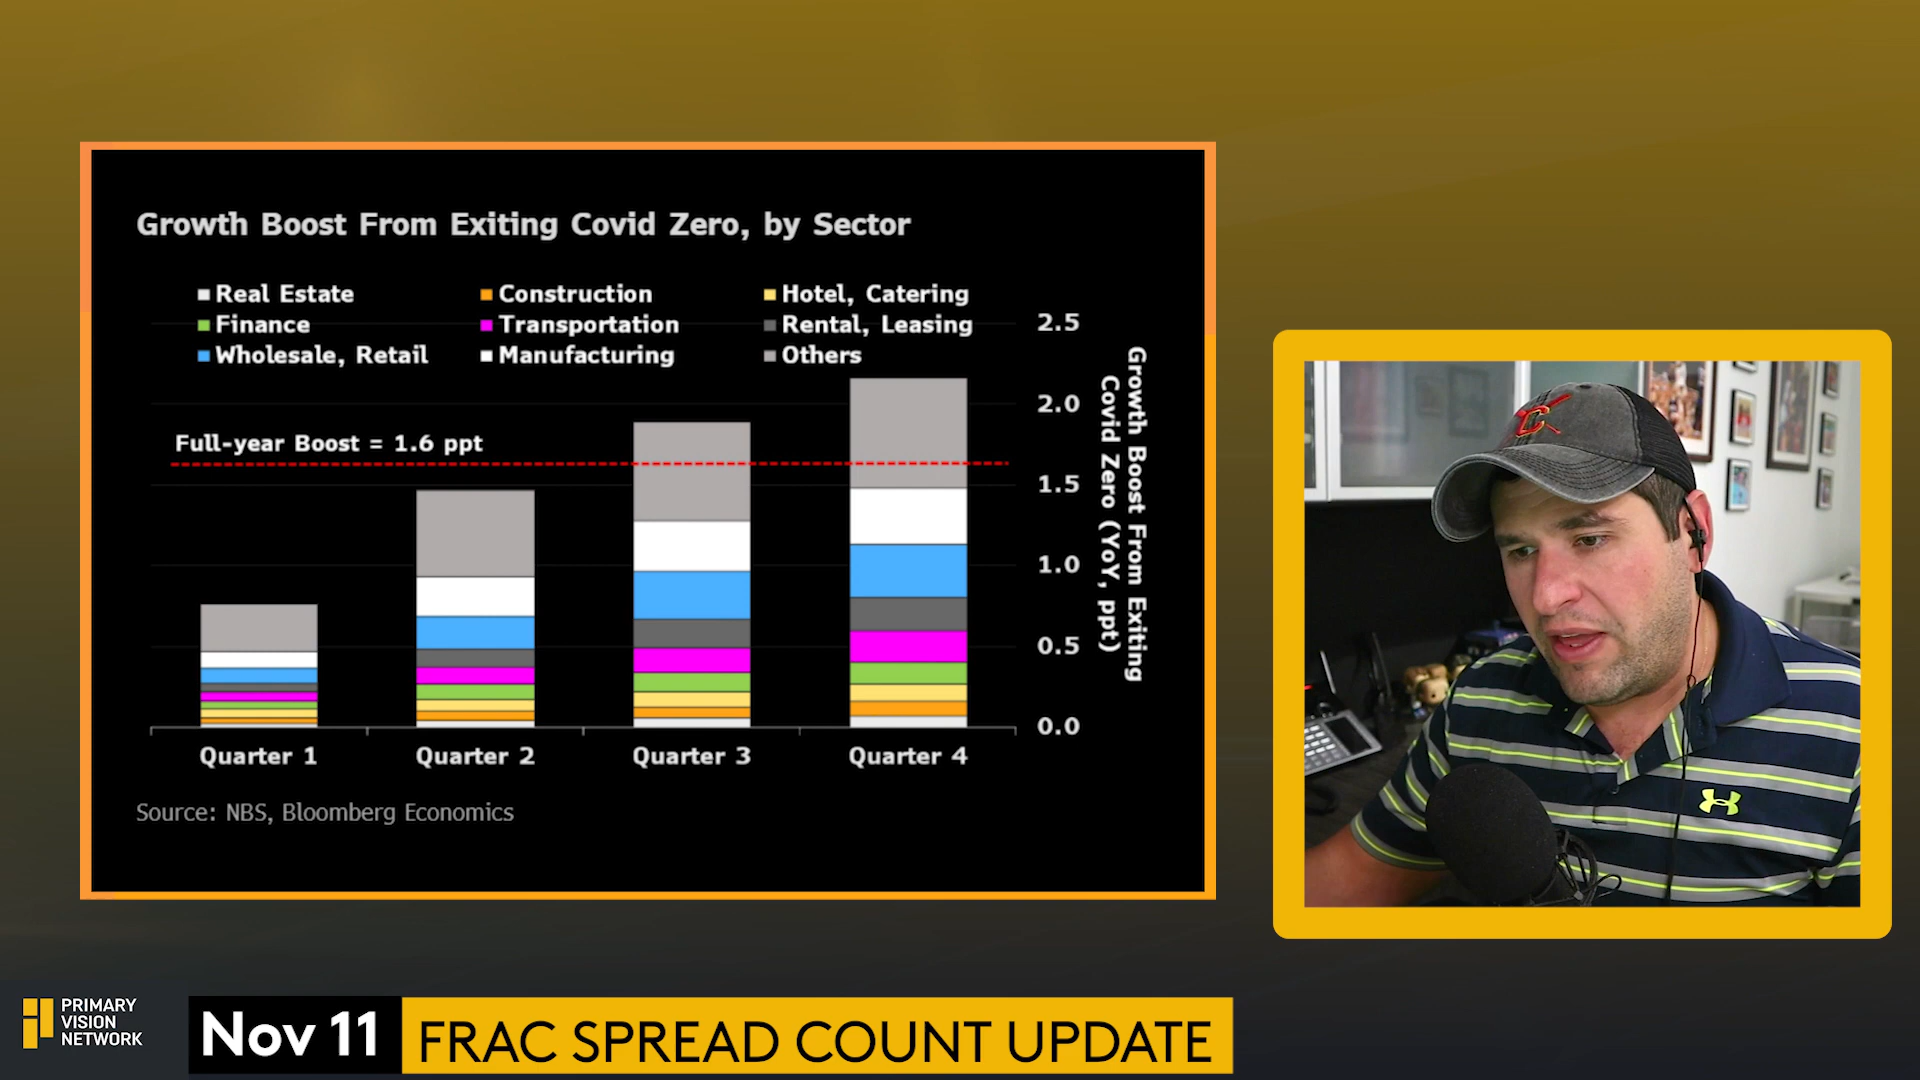 Growth Boost From Exiting Covid Zero, by Sector
Real Estate
Construction
Hotel, Catering
Finance
Transportation
Rental, Leasing
Wholesale, Retail
Manufacturing
Others
Full-year Boost = 1.6 ppt
2.5
2.0
1.5
1.0
0.5
0.0
Growth Boost From Exiting
Covid Zero (YoY, ppt)
Quarter 1
Quarter 2
Quarter 3
Quarter 4
Source: NBS, Bloomberg Economics
C
PRIMARY
VISION
NETWORK
Nov 11
FRAC SPREAD COUNT UPDATE